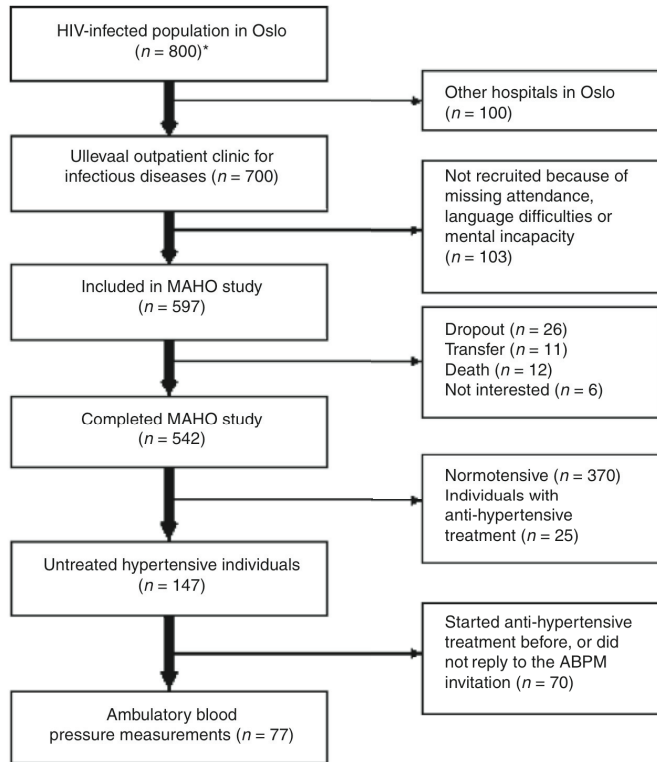 HIV-infected population in Oslo
(n = 800)*
Other hospitals in Oslo
(n = 100)
Ullevaal outpatient clinic for
infectious diseases (n = 700)
Not recruited because of
missing attendance,
language difficulties or
mental incapacity
(n = 103)
Included in MAHO study
(n = 597)
Dropout (n = 26)
Transfer (n = 11)
Death (n = 12)
Not interested (n = 6)
Completed MAHO study
(n = 542)
Normotensive (n = 370)
Individuals with
anti-hypertensive
treatment (n = 25)
Untreated hypertensive individuals
(n = 147)
Started anti-hypertensive
treatment before, or did
not reply to the ABPM
invitation (n = 70)
Ambulatory blood
pressure measurements (n = 77)